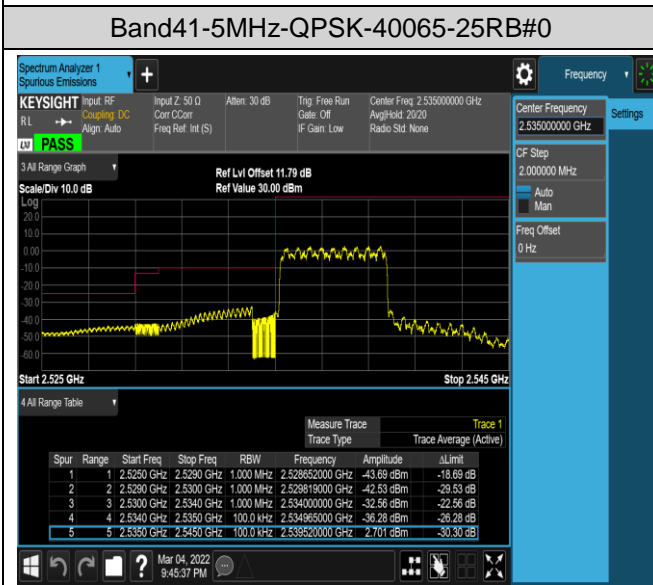 Band41-5MHz-QPSK-40065-25RB#0
Spectrum Analyzer 1
Spurious Emissions
Frequency
KEYSIGHT
RL
Input: RF
Coupling: DC
Align: Auto
Input Z: 50 Ω
Corr CCorr
Freq Ref: Int (S)
Atten: 30 dB
Trig: Free Run
Gate: Off
IF Gain: Low
Center Freq: 2.535000000 GHz
Avg|Hold: 20/20
Radio Std: None
LXI PASS
Center Frequency
2.535000000 GHz
Settings
CF Step
2.000000 MHz
Auto
Man
Freq Offset
0 Hz
3 All Range Graph
Scale/Div 10.0 dB
Ref Lvl Offset 11.79 dB
Ref Value 30.00 dBm
Log
20.0
10.0
0.00
-10.0
-20.0
-30.0
-40.0
-50.0
-60.0
Start 2.525 GHz
Stop 2.545 GHz
4 All Range Table
Measure Trace Trace 1
Trace Type Trace Average (Active)
Spur Range Start Freq Stop Freq RBW Frequency Amplitude ΔLimit
1 1 2.5250 GHz 2.5290 GHz 1.000 MHz 2.528652000 GHz -43.69 dBm -18.69 dB
2 2 2.5290 GHz 2.5300 GHz 1.000 MHz 2.529819000 GHz -42.53 dBm -29.53 dB
3 3 2.5300 GHz 2.5340 GHz 1.000 MHz 2.534000000 GHz -32.56 dBm -22.56 dB
4 4 2.5340 GHz 2.5350 GHz 100.0 kHz 2.534965000 GHz -36.28 dBm -26.28 dB
5 5 2.5350 GHz 2.5450 GHz 100.0 kHz 2.539520000 GHz 2.701 dBm -30.30 dB
Mar 04, 2022
9:45:37 PM